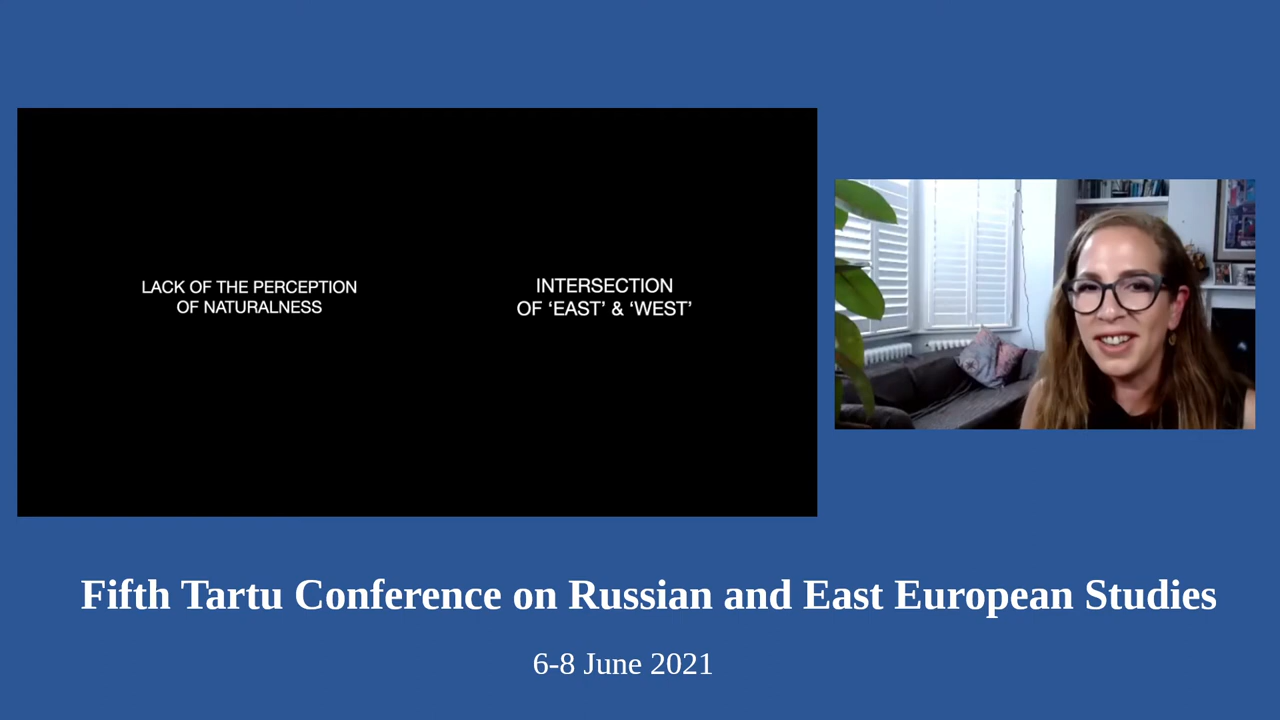 LACK OF THE PERCEPTION
OF NATURALNESS
INTERSECTION
OF ‘EAST’ & ‘WEST’
Fifth Tartu Conference on Russian and East European Studies
6-8 June 2021